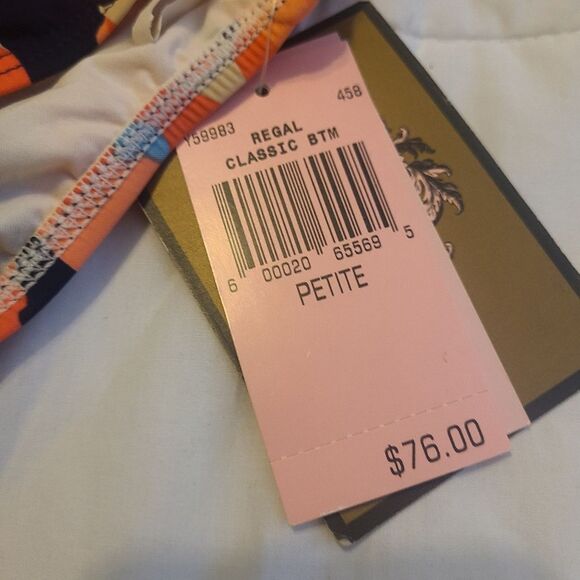 Y59983 458
REGAL
CLASSIC BTM
6 00020 65569 5
PETITE
$76.00